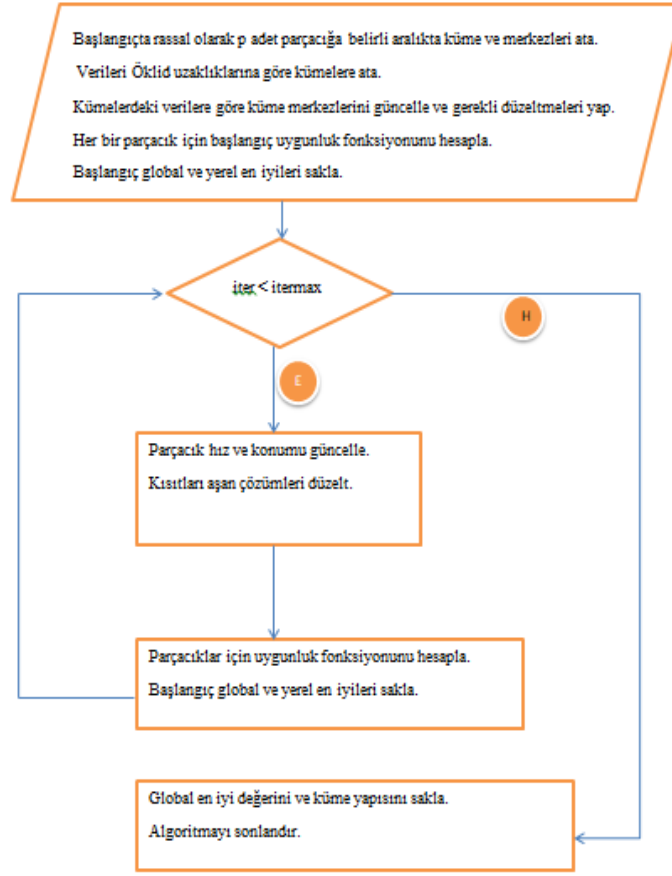 Başlangıçta rassal olarak p adet parçacığa belirli aralıkta küme ve merkezleri ata.
Verileri Öklid uzaklıklarına göre kümelere ata.
Kümelerdeki verilere göre küme merkezlerini güncelle ve gerekli düzeltmeleri yap.
Her bir parçacık için başlangıç uygunluk fonksiyonunu hesapla.
Başlangıç global ve yerel en iyileri sakla.
iter < itermax
H
E
Parçacık hız ve konumu güncelle.
Kısıtları aşan çözümleri düzelt.
Parçacıklar için uygunluk fonksiyonunu hesapla.
Başlangıç global ve yerel en iyileri sakla.
Global en iyi değerini ve küme yapısını sakla.
Algoritmayı sonlandır.